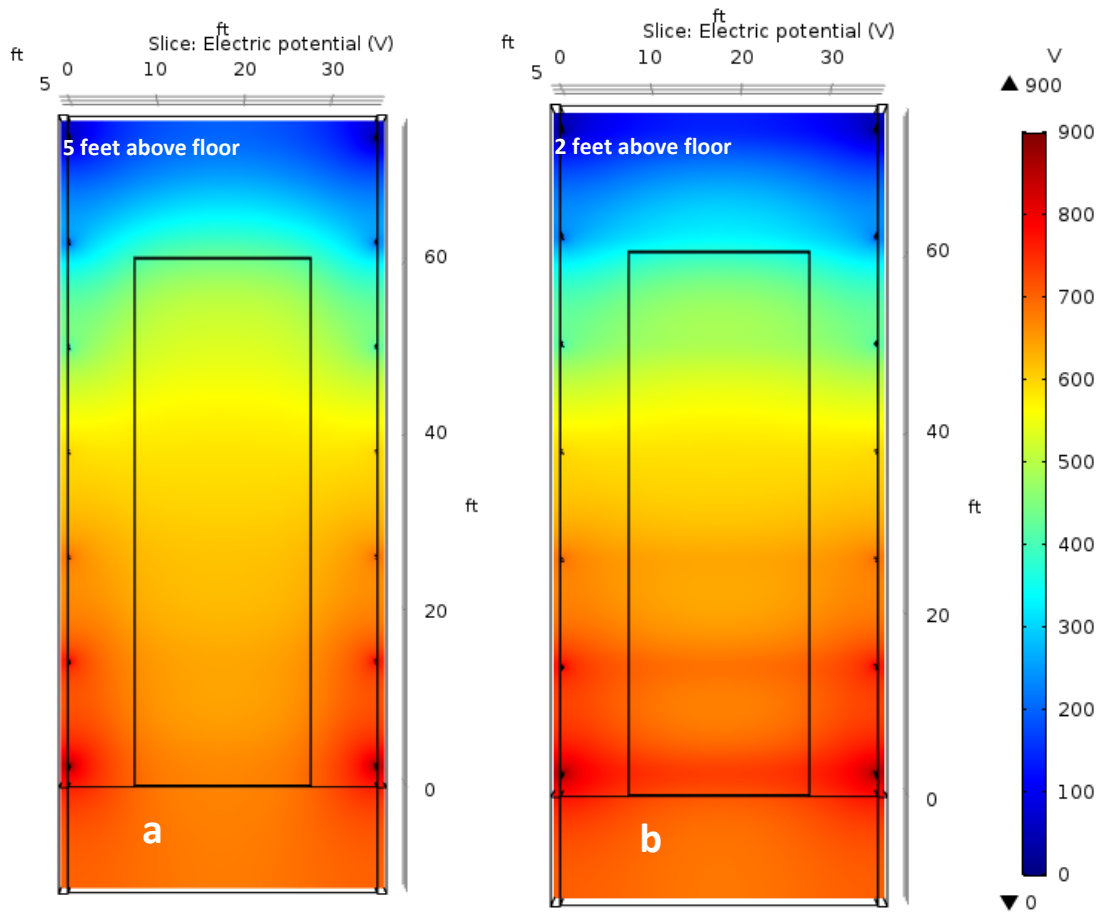 ft
Slice: Electric potential (V)
ft
0 10 20 30
5
5 feet above floor
60
40
ft
20
0
a
ft
Slice: Electric potential (V)
ft
0 10 20 30
5
2 feet above floor
60
40
ft
20
0
b
V
▲ 900
900
800
700
600
500
400
300
200
100
0
▼ 0